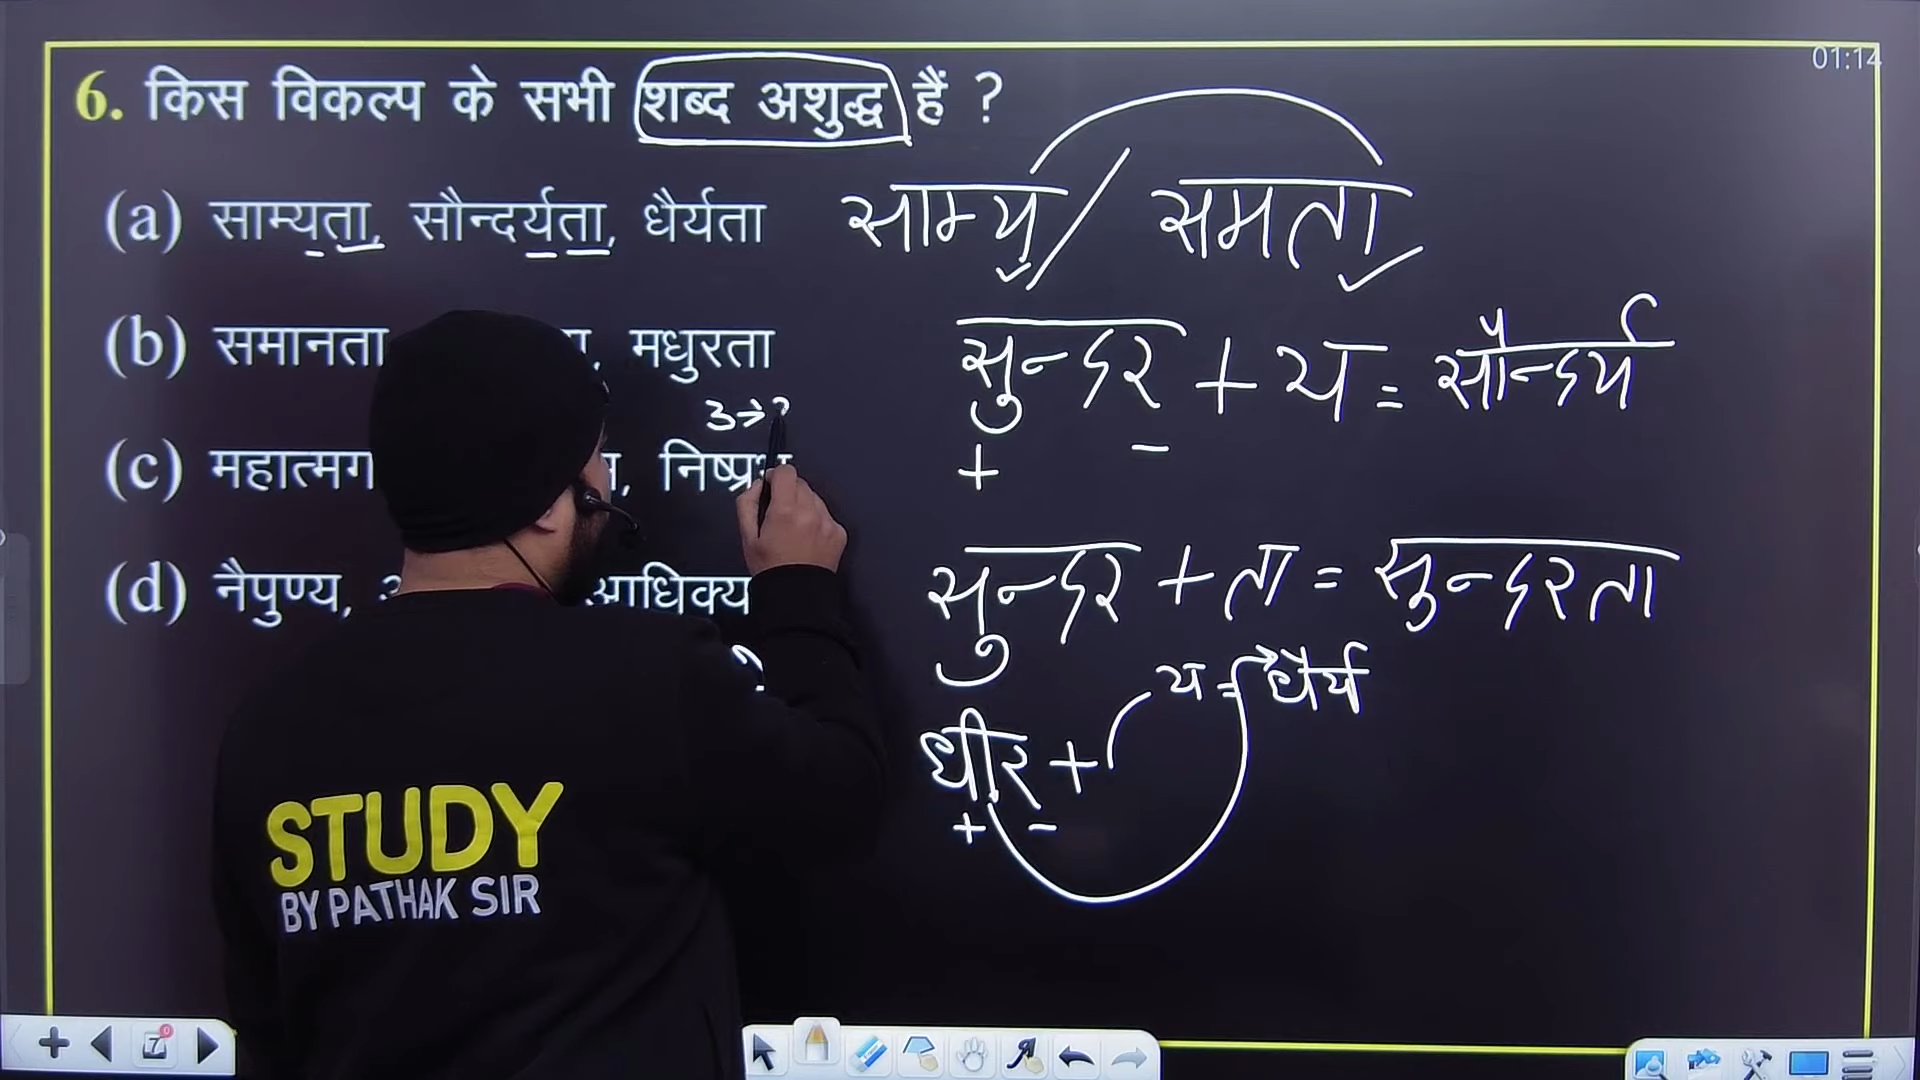 01:14
6. किस विकल्प के सभी शब्द अशुद्ध हैं ?
(a) साम्यता, सौन्दर्यता, धैर्यता
साम्य / समता
(b) समानता मधुरता
सुन्दर + य = सौन्दर्य
(c)
(d) नैपुण्य, आधिक्य
सुन्दर + ता = सुन्दरता
धीर + य = धैर्य
STUDY
BY PATHAK SIR